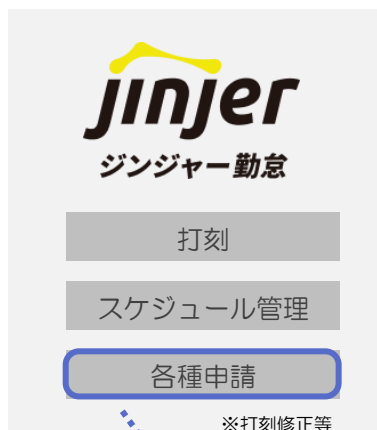 jinjer
ジンジャー勤怠
打刻
スケジュール管理
各種申請
※打刻修正等